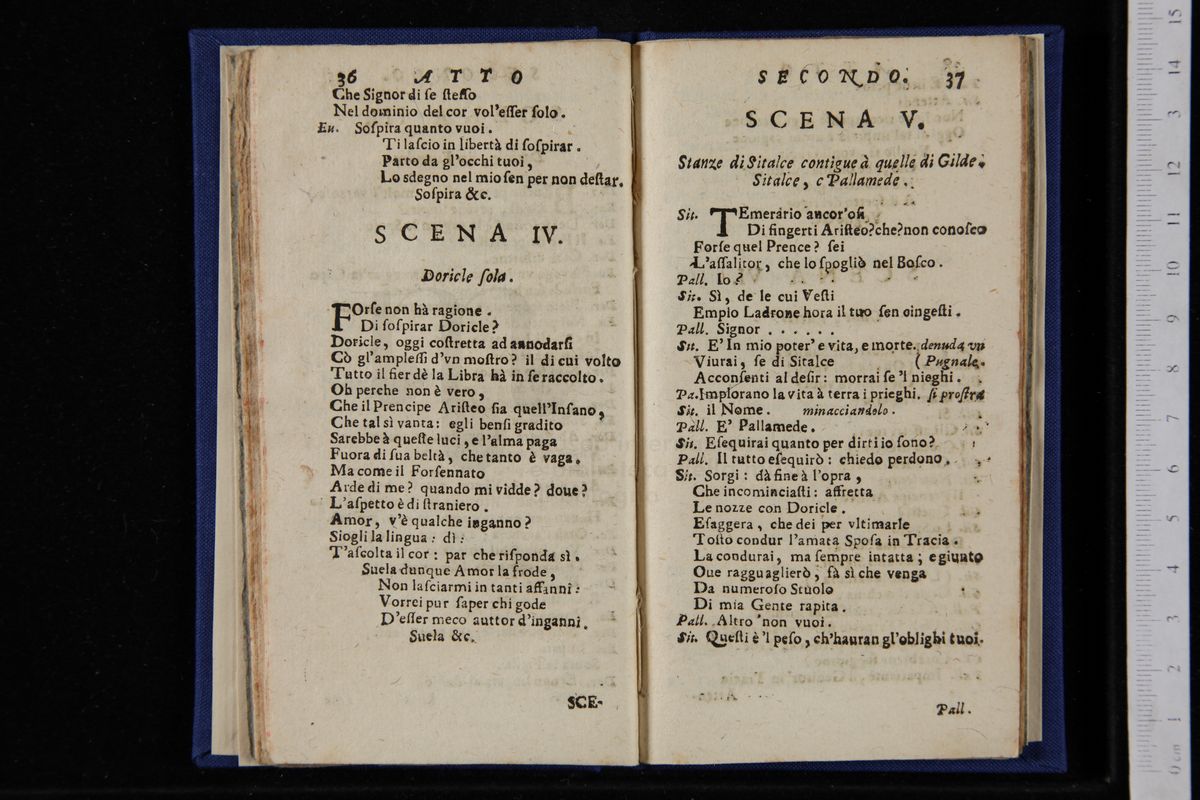 36 ATTO
Che Signor di se ſteſſo
Nel dominio del cor vol'eſſer ſolo.
Eu. Soſpira quanto vuoi.
Ti laſcio in libertà di ſoſpirar.
Parto da gl'occhi tuoi,
Lo sdegno nel mio ſen per non deſtar.
Soſpira &c.
SCENA IV.
Doricle ſola.
FOrſe non hà ragione.
Di ſoſpirar Doricle?
Doricle, oggi coſtretta ad annodarſi
Cò gl'ampleſſi d'vn moſtro? il di cui volto
Tutto il fier dè la Libra hà in ſe raccolto.
Oh perche non è vero,
Che il Prencipe Ariſteo ſia quell'Inſano,
Che tal sì vanta: egli benſi gradito
Sarebbe à queſte luci, e l'alma paga
Fuora di ſua beltà, che tanto è vaga.
Ma come il Forſennato
Arde di me? quando mi vidde? doue?
L'aſpetto è di ſtraniero.
Amor, v'è qualche inganno?
Siogli la lingua: dì:
T'aſcolta il cor: par che riſponda sì.
Suela dunque Amor la frode,
Non laſciarmi in tanti affanni:
Vorrei pur ſaper chi gode
D'eſſer meco auttor d'inganni.
Suela &c.
SCE-
SECONDO. 37
SCENA V.
Stanze di Sitalce contigue à quelle di Gilde.
Sitalce, e Pallamede.
Sit. TEmerario ancor'oſi
Di fingerti Ariſteo? che? non conoſco
Forſe quel Prence? ſei
L'aſſalitor, che lo ſpogliò nel Boſco.
Pall. Io?
Sit. Sì, de le cui Veſti
Empio Ladrone hora il tuo ſen cingeſti.
Pall. Signor . . . . . .
Sit. E' In mio poter' e vita, e morte. denuda vn
Viurai, ſe di Sitalce (Pugnale.
Acconſenti al deſir: morrai ſe 'l nieghi.
Pa. Implorano la vita à terra i prieghi. ſi proſtra
Sit. il Nome. minacciandolo.
Pall. E' Pallamede.
Sit. Eſequirai quanto per dirti io ſono?
Pall. Il tutto eſequirò: chiedo perdono.
Sit. Sorgi: dà fine à l'opra,
Che incominciaſti: affretta
Le nozze con Doricle.
Eſaggera, che dei per vltimarle
Toſto condur l'amata Spoſa in Tracia.
La condurai, ma ſempre intatta; e giunto
Oue ragguaglierò, fà sì che venga
Da numeroſo Stuolo
Di mia Gente rapita.
Pall. Altro non vuoi.
Sit. Queſti è 'l peſo, ch'hauran gl'oblighi tuoi.
Pall.